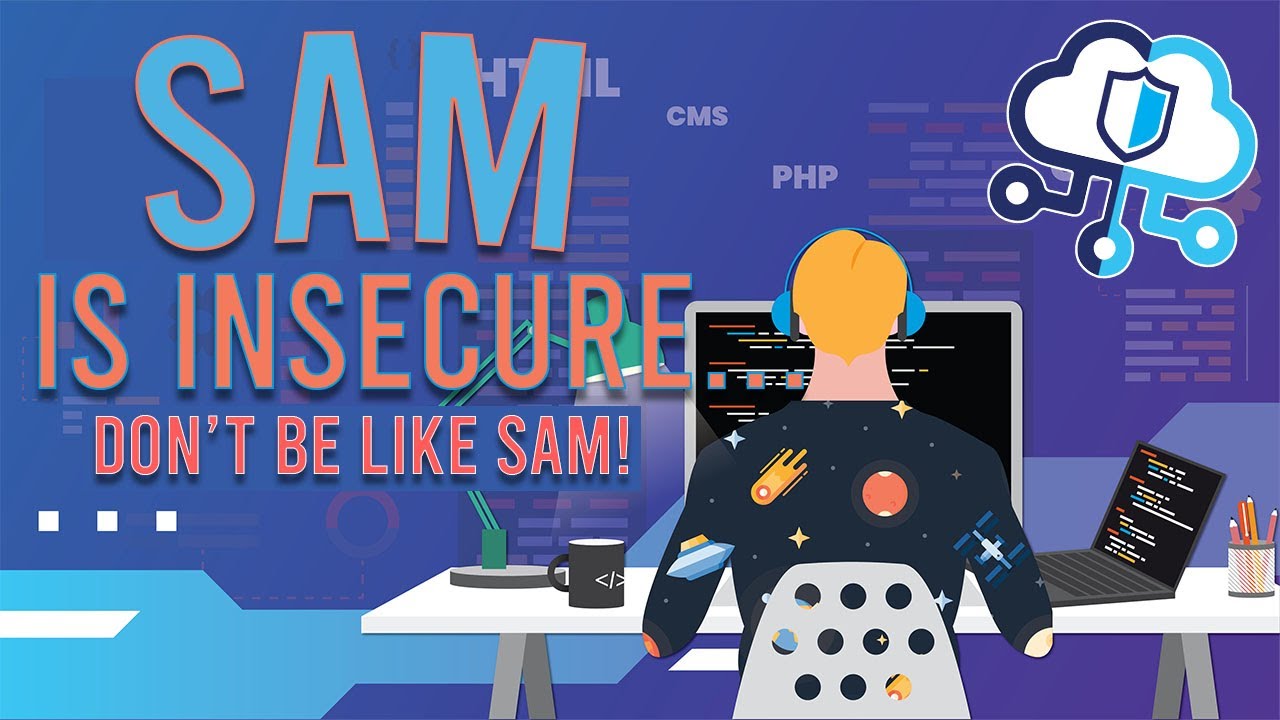 SAM
HTML
CMS
PHP
IS INSECURE...
DON'T BE LIKE SAM!
</>